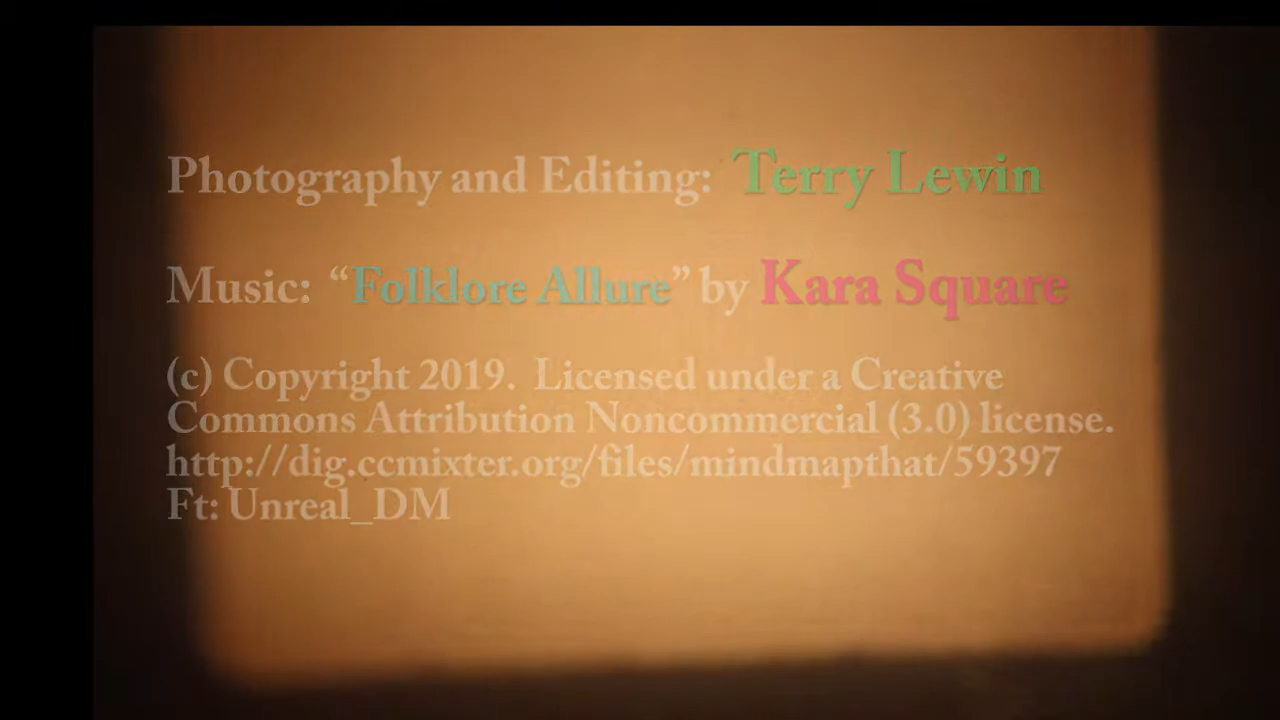 Photography and Editing: Terry Lewin
Music: “Folklore Allure” by Kara Square
(c) Copyright 2019. Licensed under a Creative
Commons Attribution Noncommercial (3.0) license.
http://dig.ccmixter.org/files/mindmapthat/59397
Ft: Unreal_DM